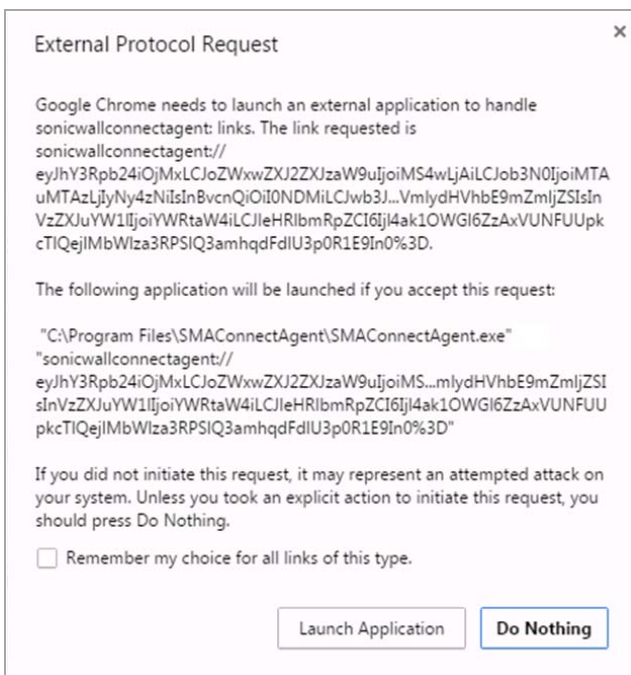 External Protocol Request
Google Chrome needs to launch an external application to handle
sonicwallconnectagent: links. The link requested is
sonicwallconnectagent://
eyJhY3Rpb24iOjMxLCJoZWxwZXJ2ZXJzaW9uIjoiMS4wLjAiLCJob3N0IjoiMTA
uMTAzLjIyNy4zNiIsInBvcnQiOiI0NDMiLCJwb3J...VmlydHVhbE9mZmljZSIsIn
VzZXJuYW1lIjoiYWRtaW4iLCJleHRlbmRpZCI6Ijl4ak1OWGl6ZzAxVUNFUUpk
cTlQejlMbWlza3RPSlQ3amhqdFdlU3p0R1E9In0%3D.
The following application will be launched if you accept this request:
"C:\Program Files\SMAConnectAgent\SMAConnectAgent.exe"
"sonicwallconnectagent://
eyJhY3Rpb24iOjMxLCJoZWxwZXJ2ZXJzaW9uIjoiMS...mlydHVhbE9mZmljZSI
sInVzZXJuYW1lIjoiYWRtaW4iLCJleHRlbmRpZCI6Ijl4ak1OWGl6ZzAxVUNFUU
pkcTlQejlMbWlza3RPSlQ3amhqdFdlU3p0R1E9In0%3D"
If you did not initiate this request, it may represent an attempted attack on
your system. Unless you took an explicit action to initiate this request, you
should press Do Nothing.
Remember my choice for all links of this type.
Launch Application
Do Nothing